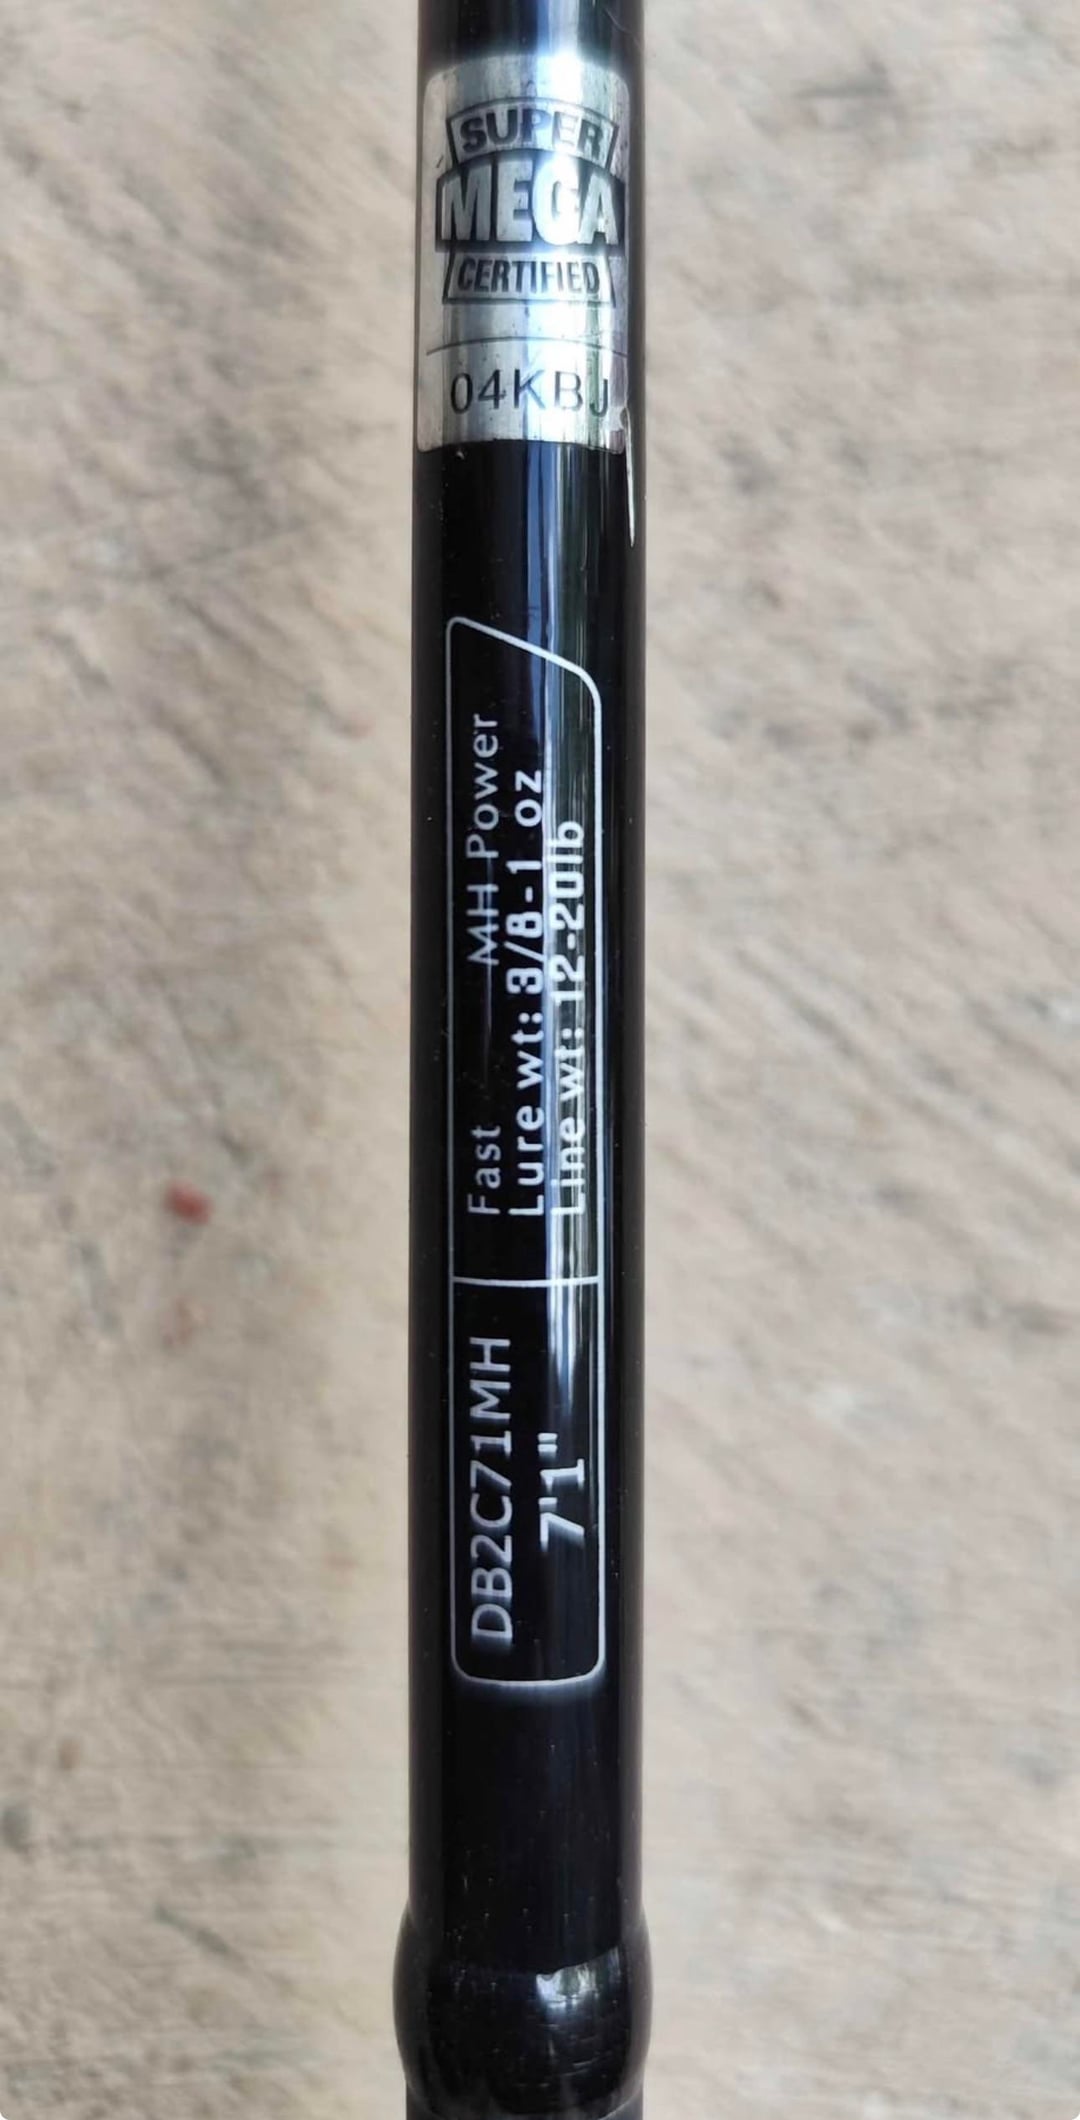 SUPER
MEGA
CERTIFIED
04KBJ
Fast MH Power
Lure wt: 3/8-1 oz
Line wt: 12-20lb
DB2C71MH
7'1"